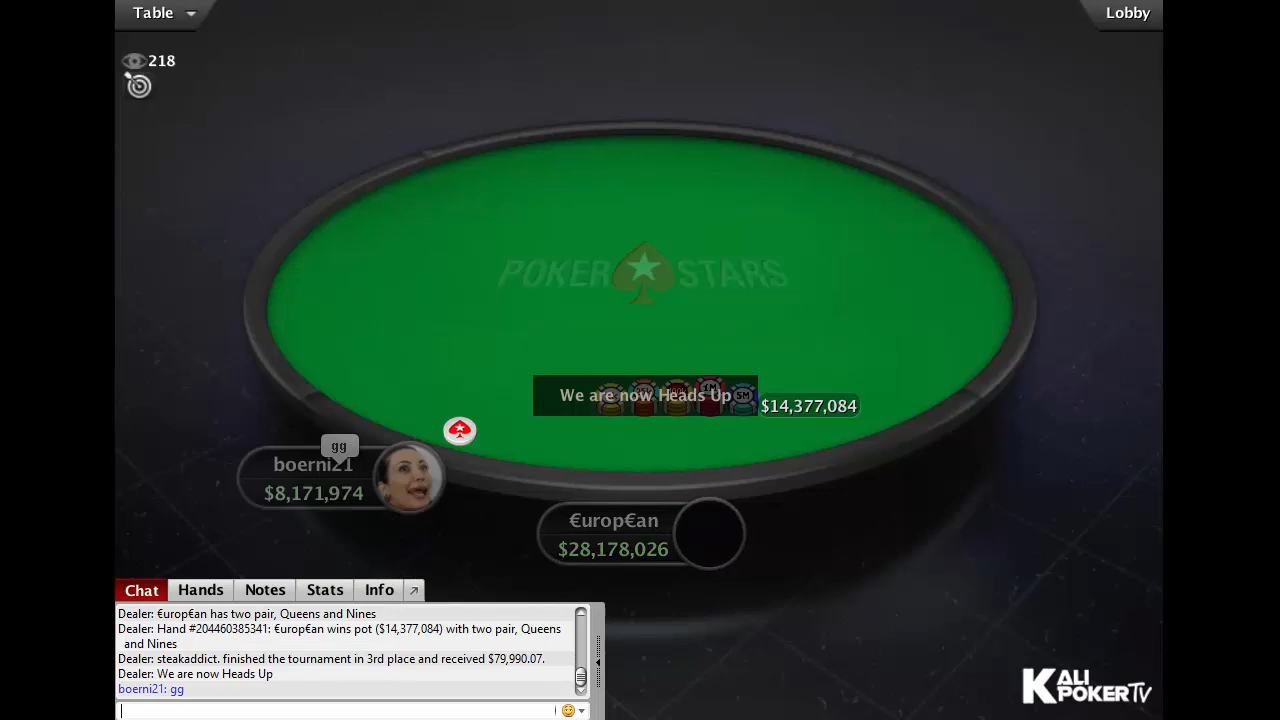 Table
Lobby
218
POKER STARS
We are now Heads Up
1M
5M
$14,377,084
gg
boerni21
$8,171,974
€urop€an
$28,178,026
Chat Hands Notes Stats Info
Dealer: €urop€an has two pair, Queens and Nines
Dealer: Hand #204460385341: €urop€an wins pot ($14,377,084) with two pair, Queens
and Nines
Dealer: steakaddict. finished the tournament in 3rd place and received $79,990.07.
Dealer: We are now Heads Up
boerni21: gg
KALI
POKERTV